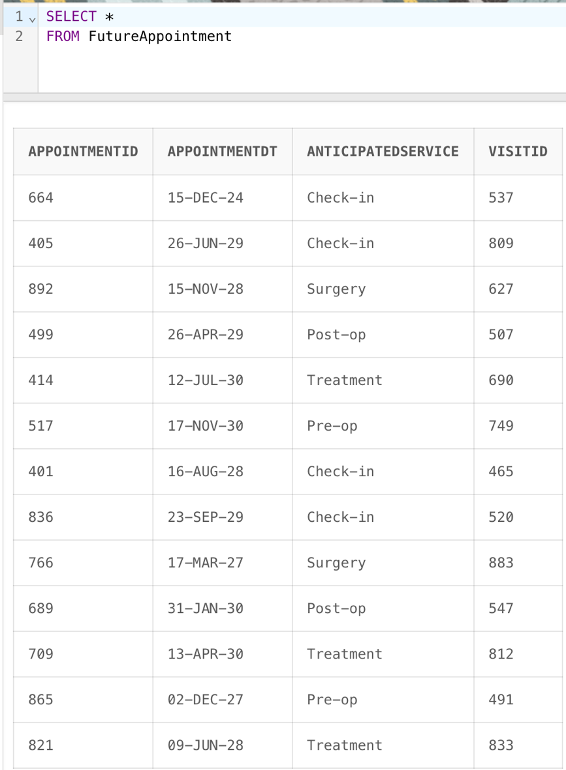 1 SELECT *
2 FROM FutureAppointment
APPOINTMENTID APPOINTMENTDT ANTICIPATEDSERVICE VISITID
664 15-DEC-24 Check-in 537
405 26-JUN-29 Check-in 809
892 15-NOV-28 Surgery 627
499 26-APR-29 Post-op 507
414 12-JUL-30 Treatment 690
517 17-NOV-30 Pre-op 749
401 16-AUG-28 Check-in 465
836 23-SEP-29 Check-in 520
766 17-MAR-27 Surgery 883
689 31-JAN-30 Post-op 547
709 13-APR-30 Treatment 812
865 02-DEC-27 Pre-op 491
821 09-JUN-28 Treatment 833